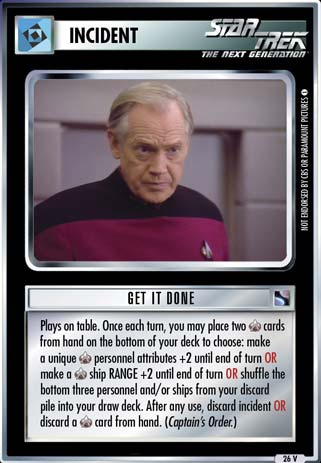 INCIDENT
STAR TREK
THE NEXT GENERATION
NOT ENDORSED BY CBS OR PARAMOUNT PICTURES
GET IT DONE
Plays on table. Once each turn, you may place two cards
from hand on the bottom of your deck to choose: make
a unique personnel attributes +2 until end of turn OR
make a ship RANGE +2 until end of turn OR shuffle the
bottom three personnel and/or ships from your discard
pile into your draw deck. After any use, discard incident OR
discard a card from hand. (Captain's Order.)
26 V